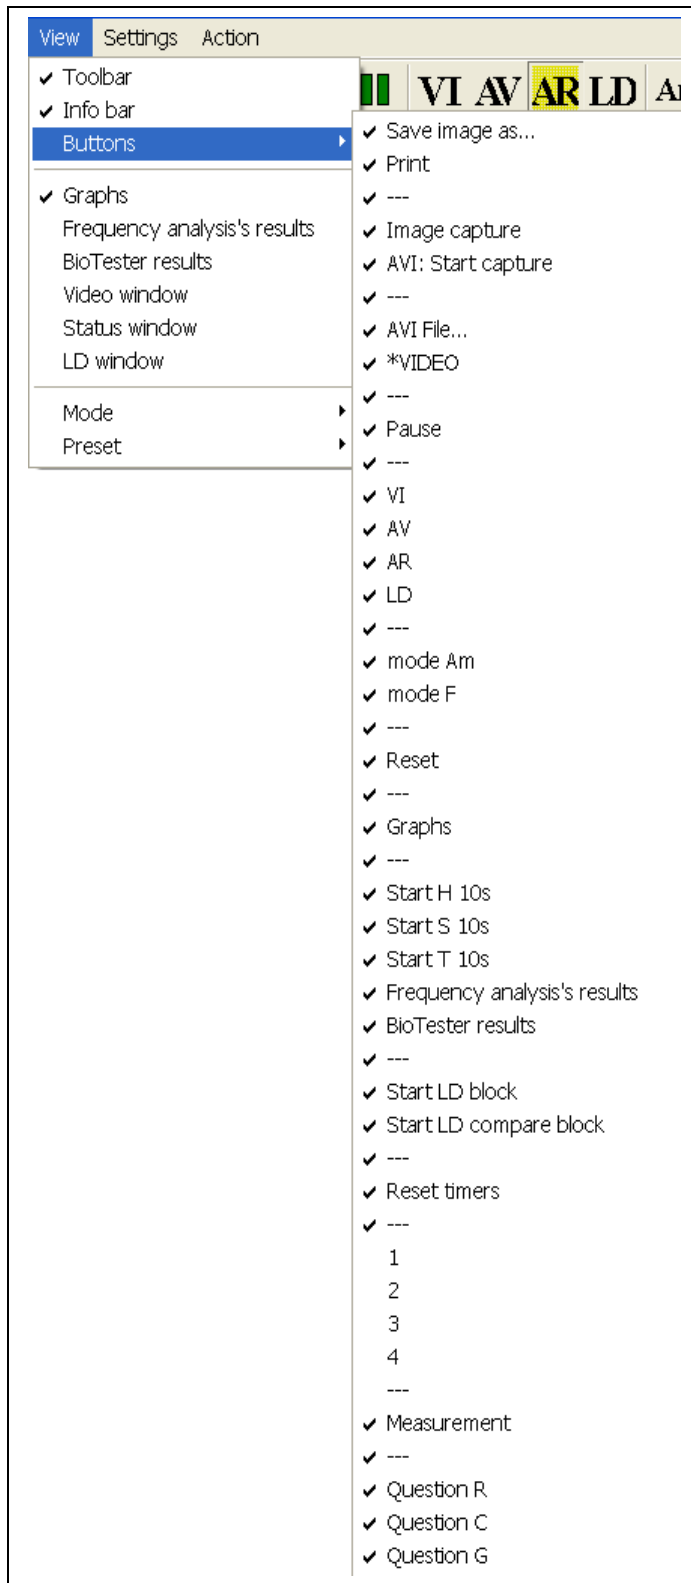 View Settings Action
VI AV AR LD
Toolbar
Info bar
Buttons
Graphs
Frequency analysis's results
BioTester results
Video window
Status window
LD window
Mode
Preset
Save image as...
Print
---
Image capture
AVI: Start capture
---
AVI File...
*VIDEO
---
Pause
---
VI
AV
AR
LD
---
mode Am
mode F
---
Reset
---
Graphs
---
Start H 10s
Start S 10s
Start T 10s
Frequency analysis's results
BioTester results
---
Start LD block
Start LD compare block
---
Reset timers
---
1
2
3
4
---
Measurement
---
Question R
Question C
Question G